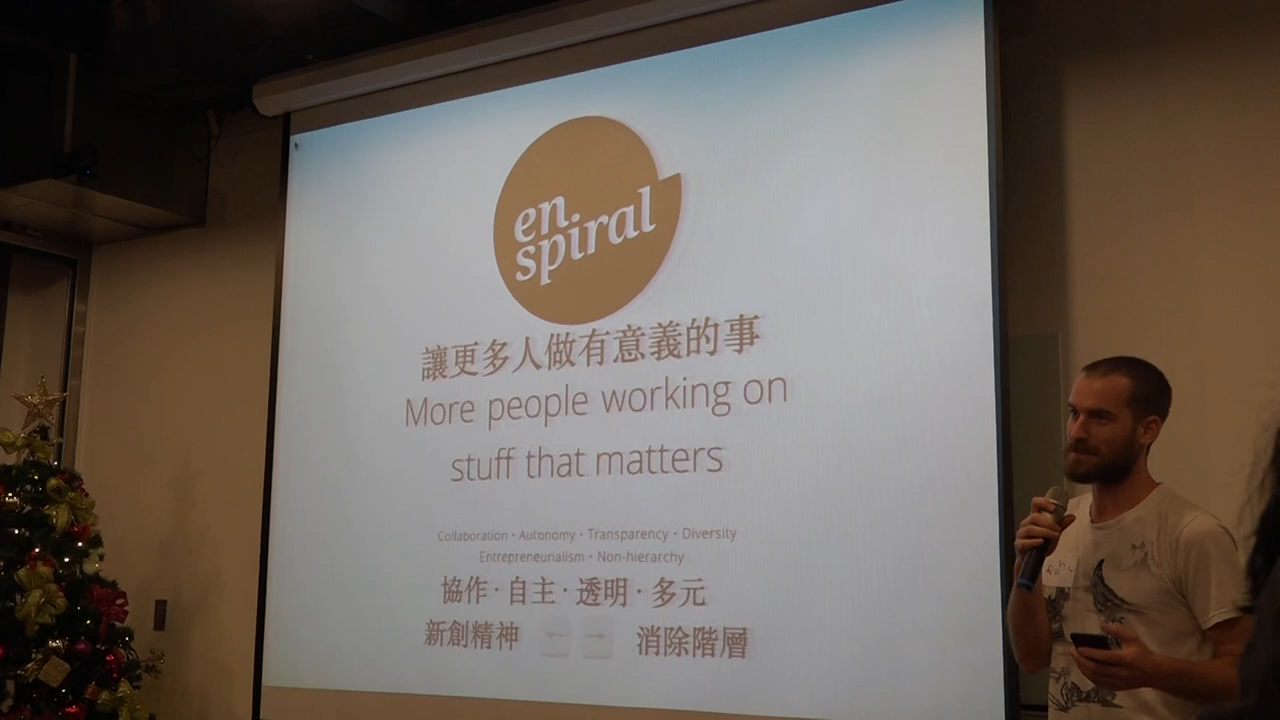 en
spiral
讓更多人做有意義的事
More people working on
stuff that matters
Collaboration · Autonomy · Transparency · Diversity
Entrepreneurialism · Non-hierarchy
協作 · 自主 · 透明 · 多元
新創精神 ← → 消除階層